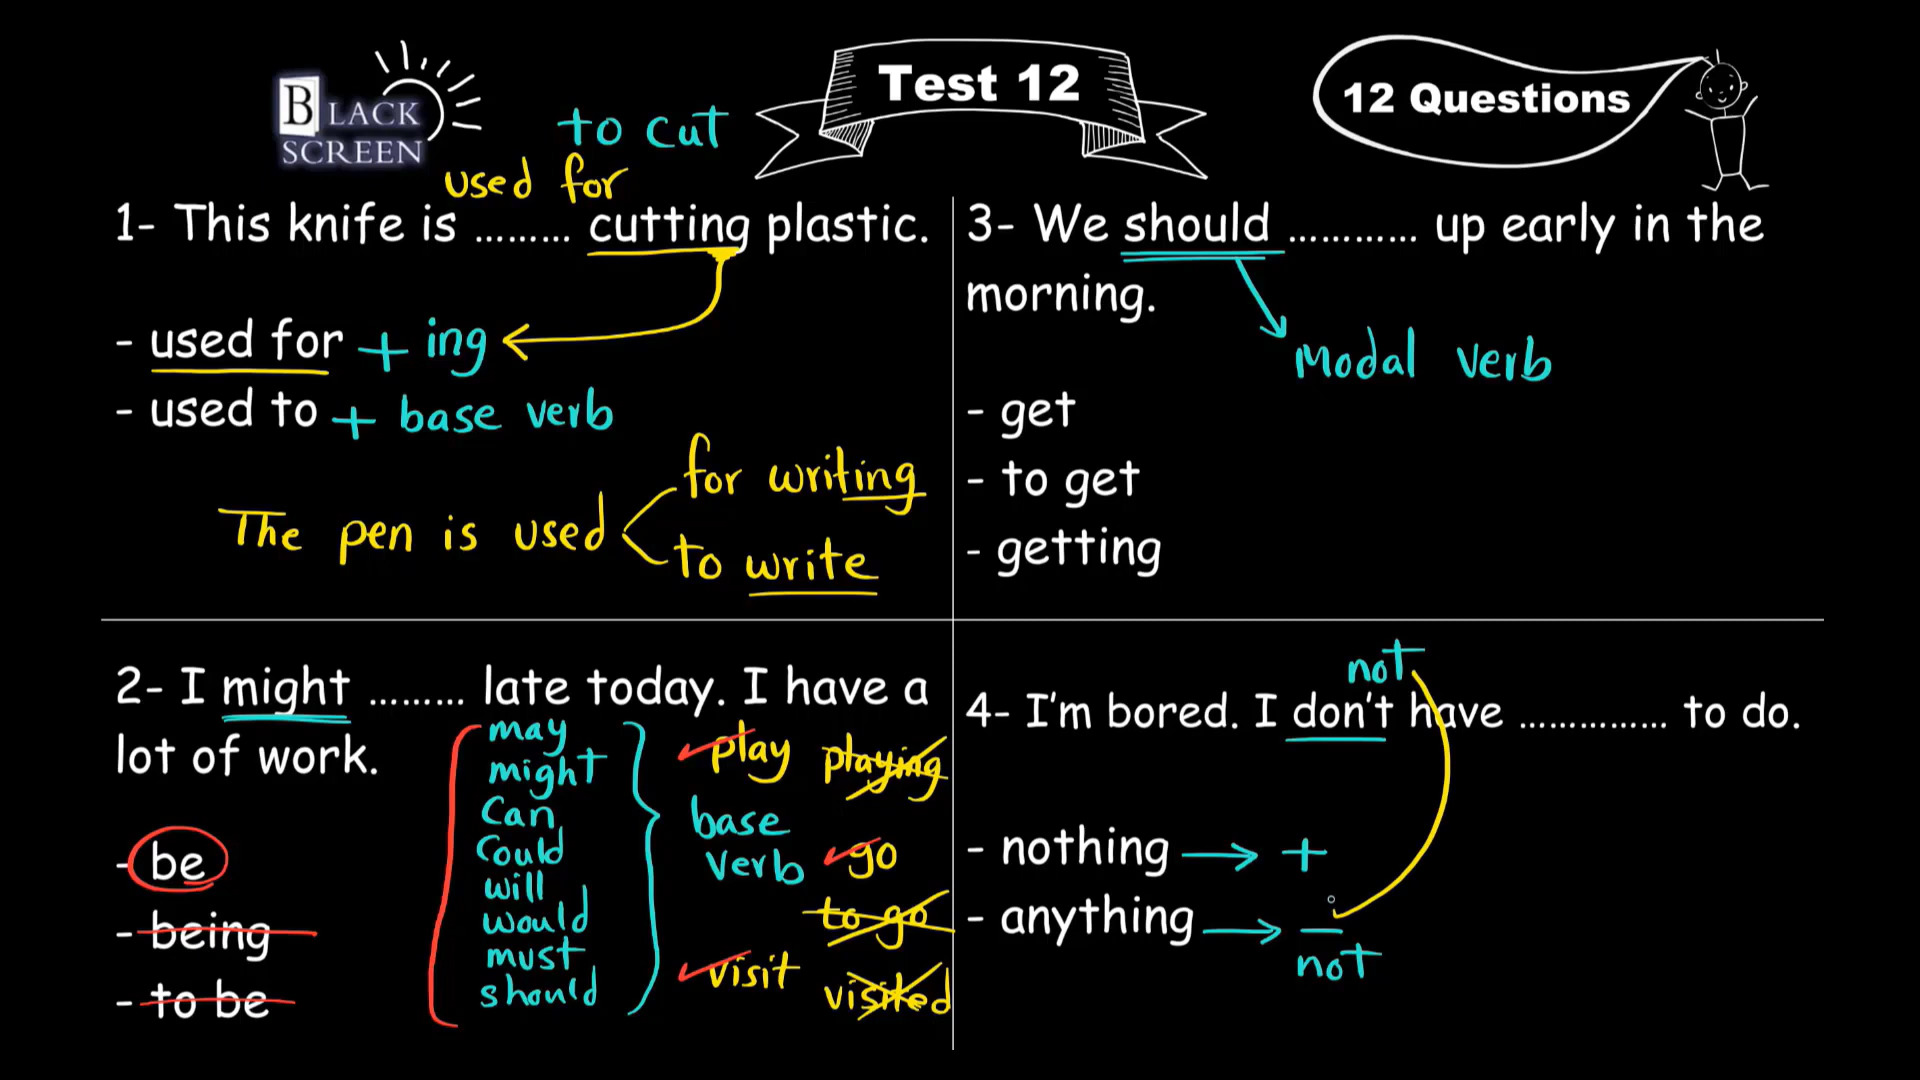 BLACK
SCREEN
Test 12
12 Questions
to cut
used for
1- This knife is ......... cutting plastic.
- used for + ing
- used to + base verb
for writing
The pen is used
to write
3- We should ............. up early in the
morning.
Modal verb
- get
- to get
- getting
2- I might ......... late today. I have a
lot of work.
- be
- being
- to be
may
might
Can
Could
will
would
must
should
play playing
base
verb
go
to go
visit visited
not
4- I'm bored. I don't have ............... to do.
- nothing → +
- anything → —
not